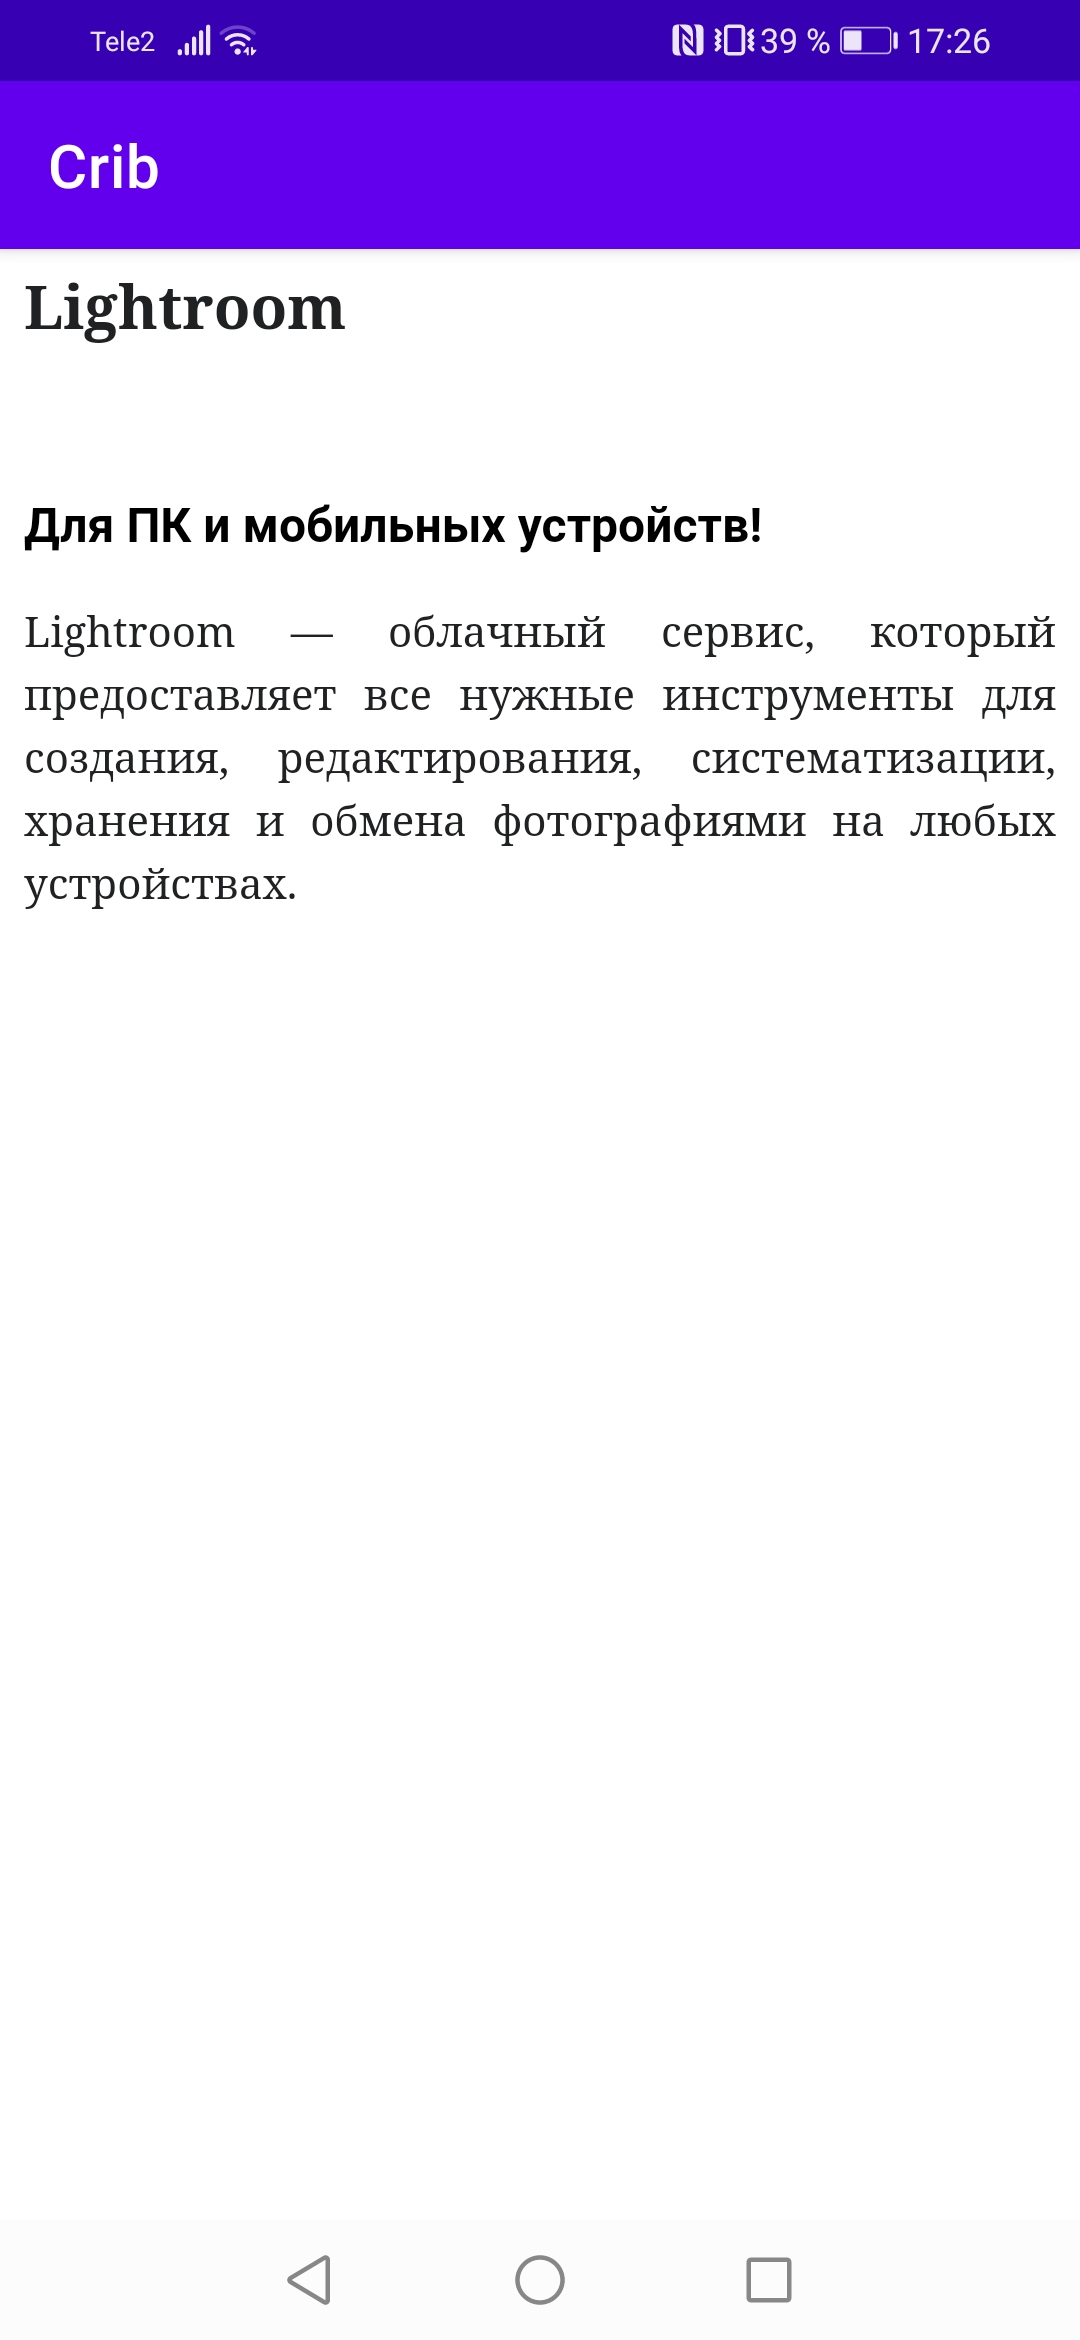 Tele2 39 % 17:26
Crib
Lightroom
Для ПК и мобильных устройств!
Lightroom — облачный сервис, который
предоставляет все нужные инструменты для
создания, редактирования, систематизации,
хранения и обмена фотографиями на любых
устройствах.